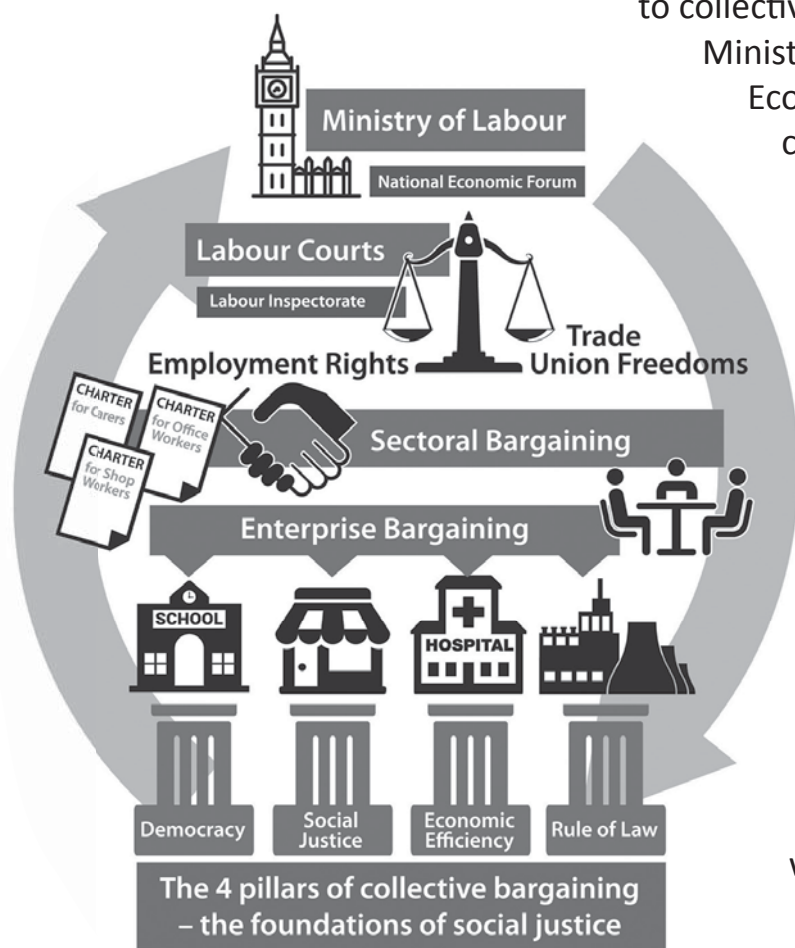 to collectiv
Minist
Eco
c
Ministry of Labour
National Economic Forum
Labour Courts
Labour Inspectorate
Employment Rights
Trade
Union Freedoms
CHARTER
for Carers
CHARTER
for Office
Workers
CHARTER
for Shop
Workers
Sectoral Bargaining
Enterprise Bargaining
SCHOOL
HOSPITAL
Democracy
Social
Justice
Economic
Efficiency
Rule of Law
The 4 pillars of collective bargaining
– the foundations of social justice